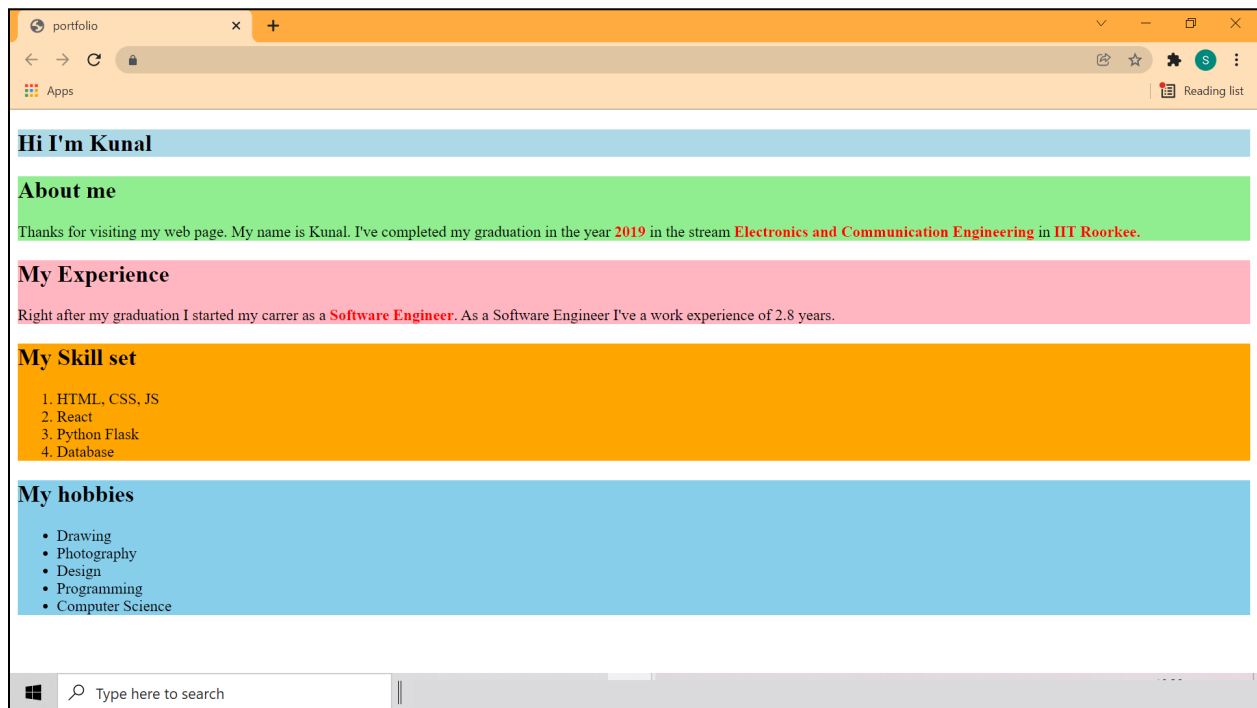 portfolio
S
Apps
Reading list
Hi I'm Kunal
About me
Thanks for visiting my web page. My name is Kunal. I've completed my graduation in the year 2019 in the stream Electronics and Communication Engineering in IIT Roorkee.
My Experience
Right after my graduation I started my carrer as a Software Engineer. As a Software Engineer I've a work experience of 2.8 years.
My Skill set
1. HTML, CSS, JS
2. React
3. Python Flask
4. Database
My hobbies
• Drawing
• Photography
• Design
• Programming
• Computer Science
Type here to search